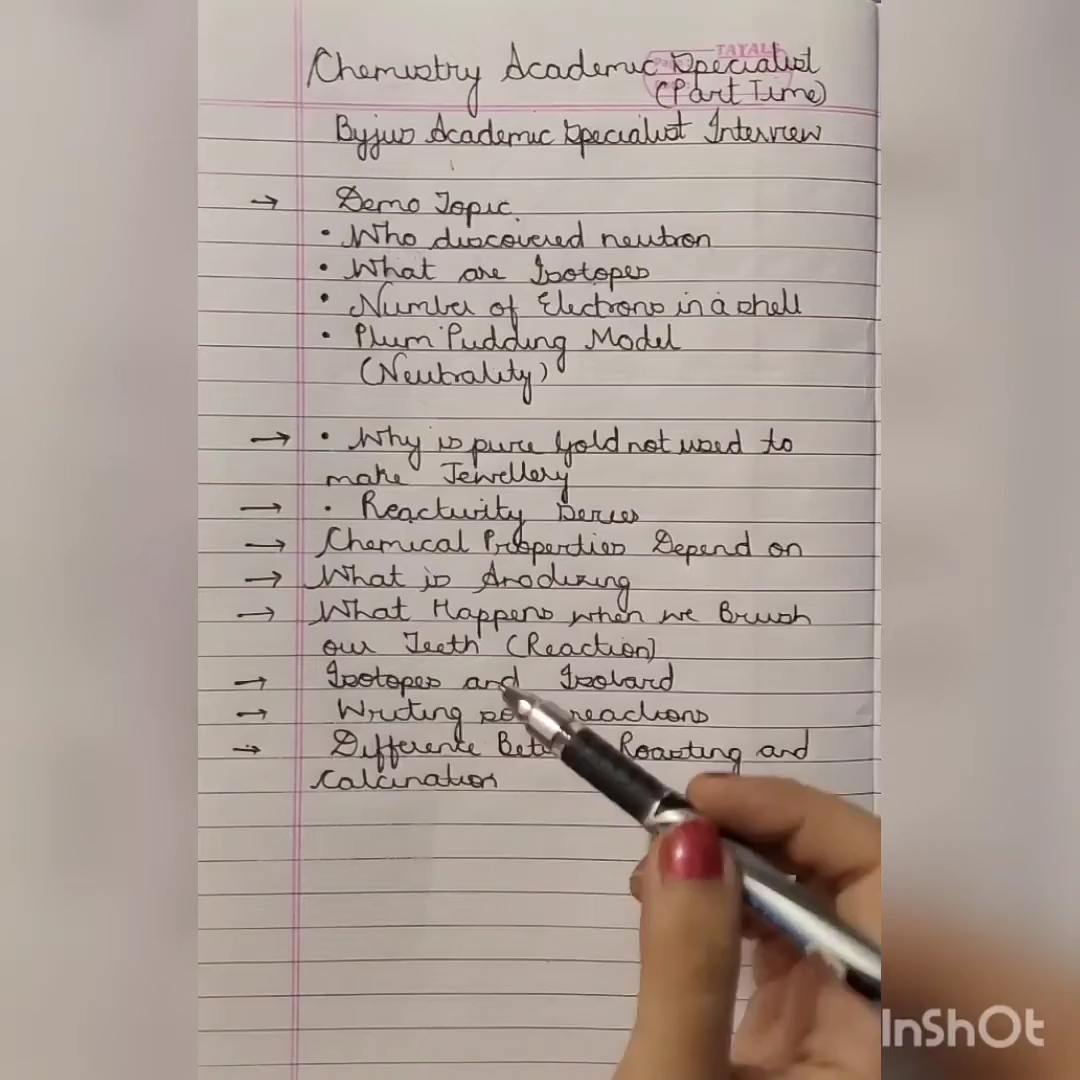 TAYAL
Chemistry Academic Specialist
(Part Time)
Byjus Academic Specialist Interview
→ Demo Topic.
• Who discovered neutron
• What are Isotopes
• Number of Electrons in a shell
• Plum Pudding Model
(Neutrality)
→ • Why is pure Gold not used to
make Jewellery
→ • Reactivity Series
→ Chemical Properties Depend on
→ What is Anodizing
→ What Happens when we Brush
our Teeth (Reaction)
→ Isotopes and Isobard
→ Writing reactions
→ Difference Roasting and
Calcination
InShOt